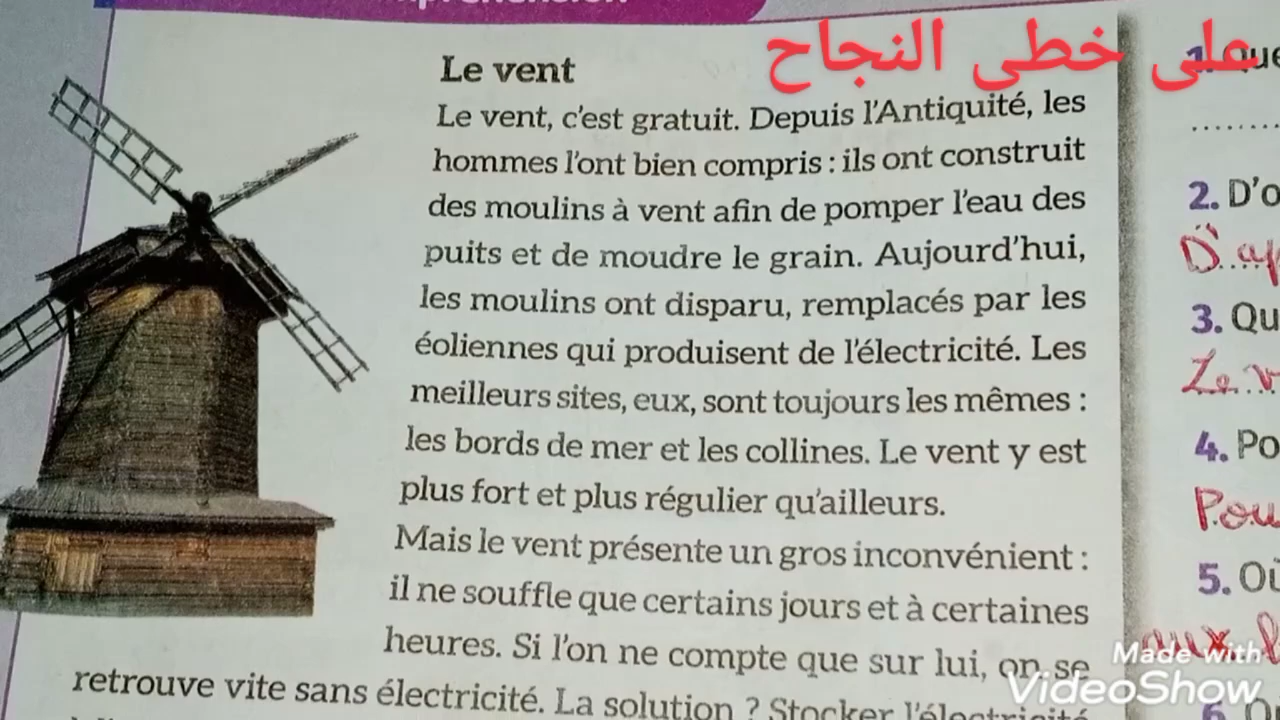 على خطى النجاح
Le vent
Le vent, c'est gratuit. Depuis l'Antiquité, les
hommes l'ont bien compris : ils ont construit
des moulins à vent afin de pomper l'eau des
puits et de moudre le grain. Aujourd'hui,
les moulins ont disparu, remplacés par les
éoliennes qui produisent de l'électricité. Les
meilleurs sites, eux, sont toujours les mêmes :
les bords de mer et les collines. Le vent y est
plus fort et plus régulier qu'ailleurs.
Mais le vent présente un gros inconvénient :
il ne souffle que certains jours et à certaines
heures. Si l'on ne compte que sur lui, on se
retrouve vite sans électricité. La solution ? Stocker l'électricité
1. Que
2. D'o
D'ap
3. Qu
Le v
4. Po
Pou
5. Où
aux
Made with
VideoShow